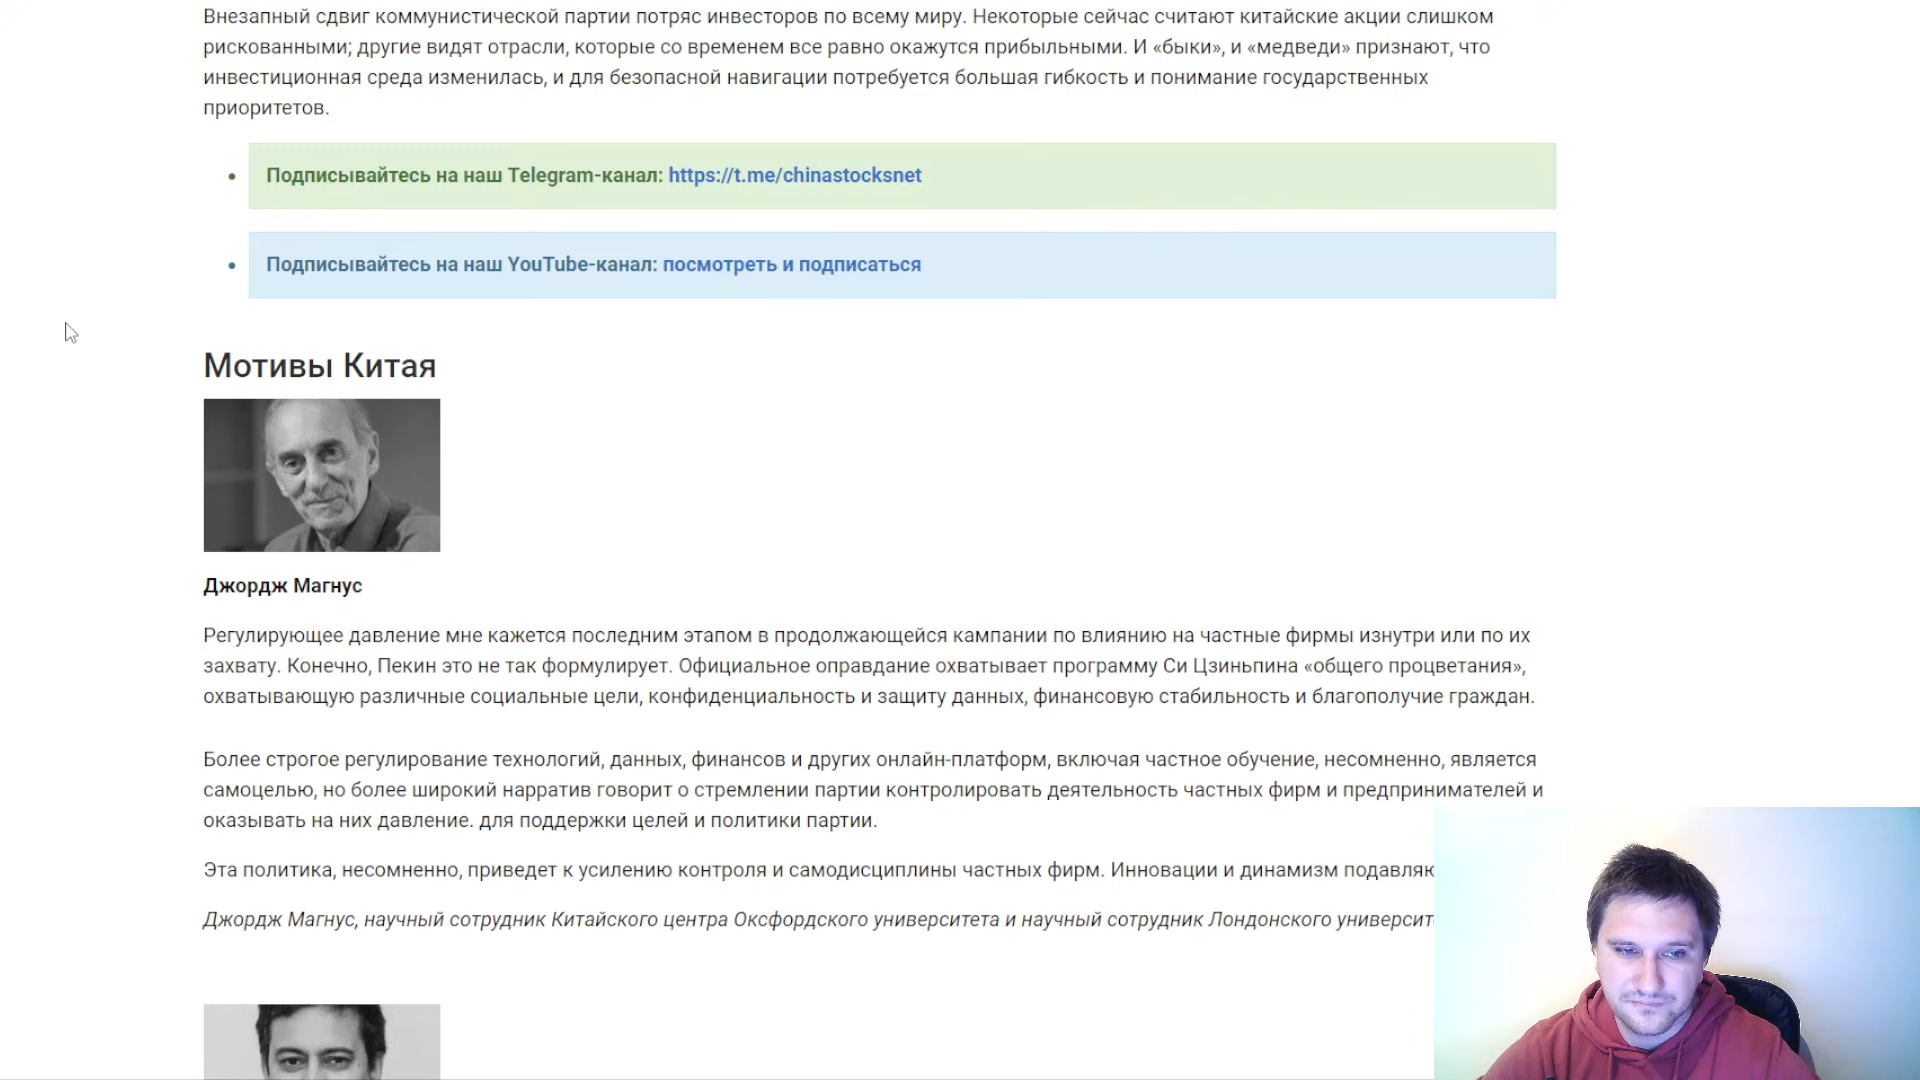 Внезапный сдвиг коммунистической партии потряс инвесторов по всему миру. Некоторые сейчас считают китайские акции слишком
рискованными; другие видят отрасли, которые со временем все равно окажутся прибыльными. И «быки», и «медведи» признают, что
инвестиционная среда изменилась, и для безопасной навигации потребуется большая гибкость и понимание государственных
приоритетов.
Подписывайтесь на наш Telegram-канал: https://t.me/chinastocksnet
Подписывайтесь на наш YouTube-канал: посмотреть и подписаться
Мотивы Китая
Джордж Магнус
Регулирующее давление мне кажется последним этапом в продолжающейся кампании по влиянию на частные фирмы изнутри или по их
захвату. Конечно, Пекин это не так формулирует. Официальное оправдание охватывает программу Си Цзиньпина «общего процветания»,
охватывающую различные социальные цели, конфиденциальность и защиту данных, финансовую стабильность и благополучие граждан.
Более строгое регулирование технологий, данных, финансов и других онлайн-платформ, включая частное обучение, несомненно, является
самоцелью, но более широкий нарратив говорит о стремлении партии контролировать деятельность частных фирм и предпринимателей и
оказывать на них давление. для поддержки целей и политики партии.
Эта политика, несомненно, приведет к усилению контроля и самодисциплины частных фирм. Инновации и динамизм подавляю
Джордж Магнус, научный сотрудник Китайского центра Оксфордского университета и научный сотрудник Лондонского университ